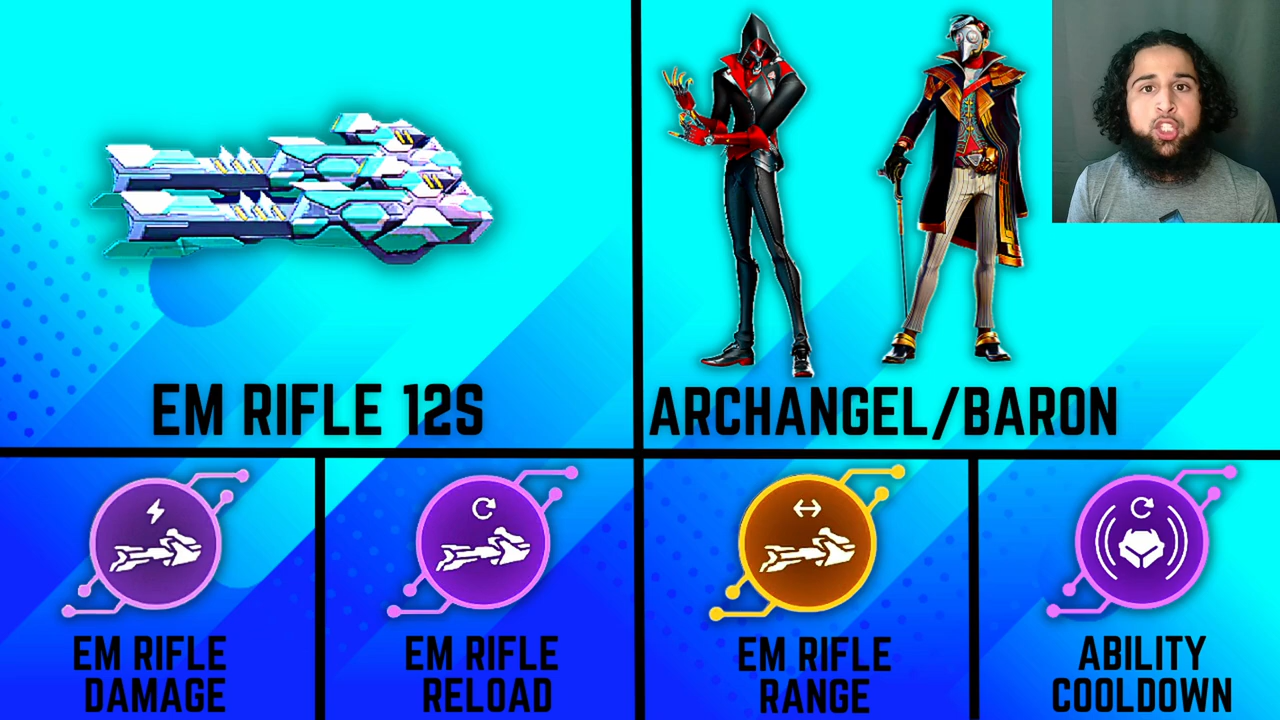 EM RIFLE 12S
ARCHANGEL/BARON
EM RIFLE
DAMAGE
EM RIFLE
RELOAD
EM RIFLE
RANGE
ABILITY
COOLDOWN